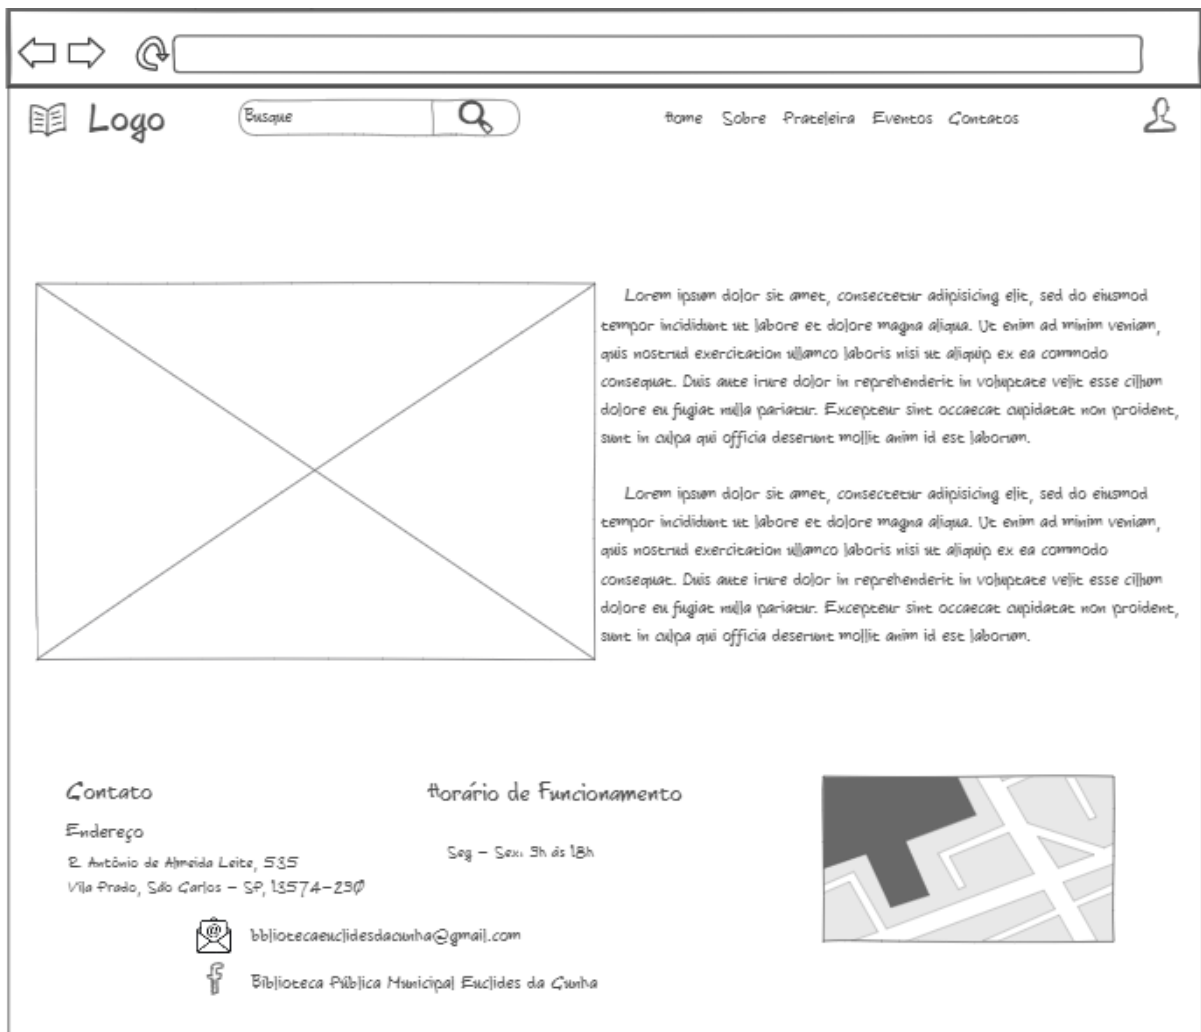 Logo
Busque
Home Sobre Prateleira Eventos Contatos
Lorem ipsum dolor sit amet, consectetur adipisicing elit, sed do eiusmod
tempor incididunt ut labore et dolore magna aliqua. Ut enim ad minim veniam,
quis nostrud exercitation ullamco laboris nisi ut aliquip ex ea commodo
consequat. Duis aute irure dolor in reprehenderit in voluptate velit esse cillum
dolore eu fugiat nulla pariatur. Excepteur sint occaecat cupidatat non proident,
sunt in culpa qui officia deserunt mollit anim id est laborum.
Lorem ipsum dolor sit amet, consectetur adipisicing elit, sed do eiusmod
tempor incididunt ut labore et dolore magna aliqua. Ut enim ad minim veniam,
quis nostrud exercitation ullamco laboris nisi ut aliquip ex ea commodo
consequat. Duis aute irure dolor in reprehenderit in voluptate velit esse cillum
dolore eu fugiat nulla pariatur. Excepteur sint occaecat cupidatat non proident,
sunt in culpa qui officia deserunt mollit anim id est laborum.
Contato
Endereço
R. Antônio de Almeida Leite, 535
Vila Prado, São Carlos - SP, 13574-230
bbliotecaeuclidesdacunha@gmail.com
Biblioteca Pública Municipal Euclides da Cunha
Horário de Funcionamento
Seg - Sex: 9h ás 18h